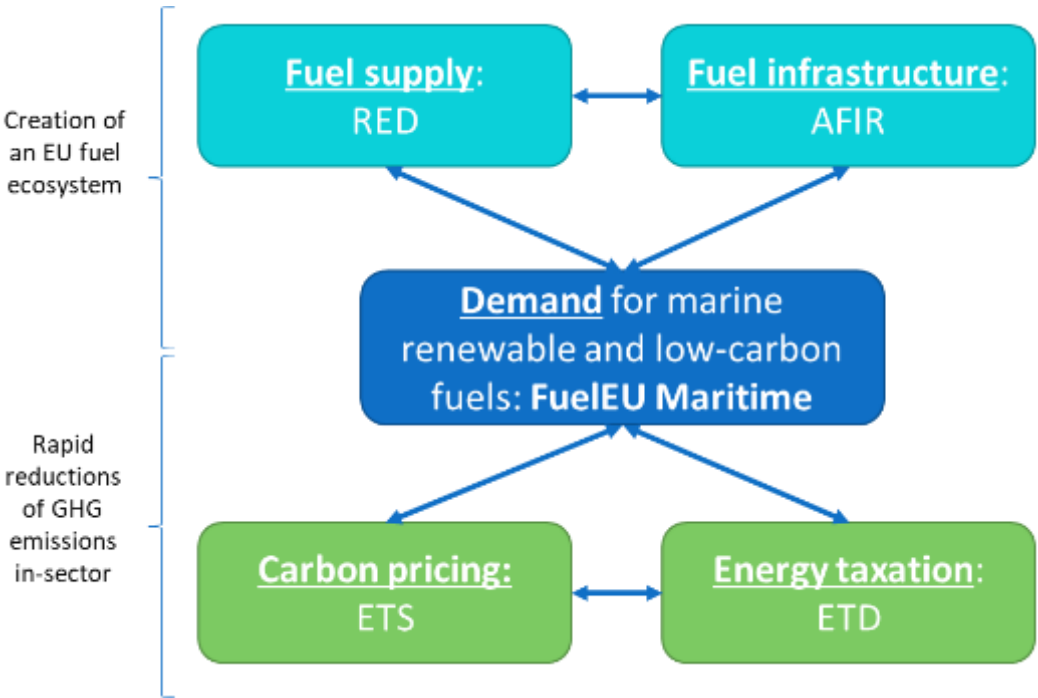 Creation of
an EU fuel
ecosystem
Fuel supply:
RED
Fuel infrastructure:
AFIR
Demand for marine
renewable and low-carbon
fuels: FuelEU Maritime
Rapid
reductions
of GHG
emissions
in-sector
Carbon pricing:
ETS
Energy taxation:
ETD